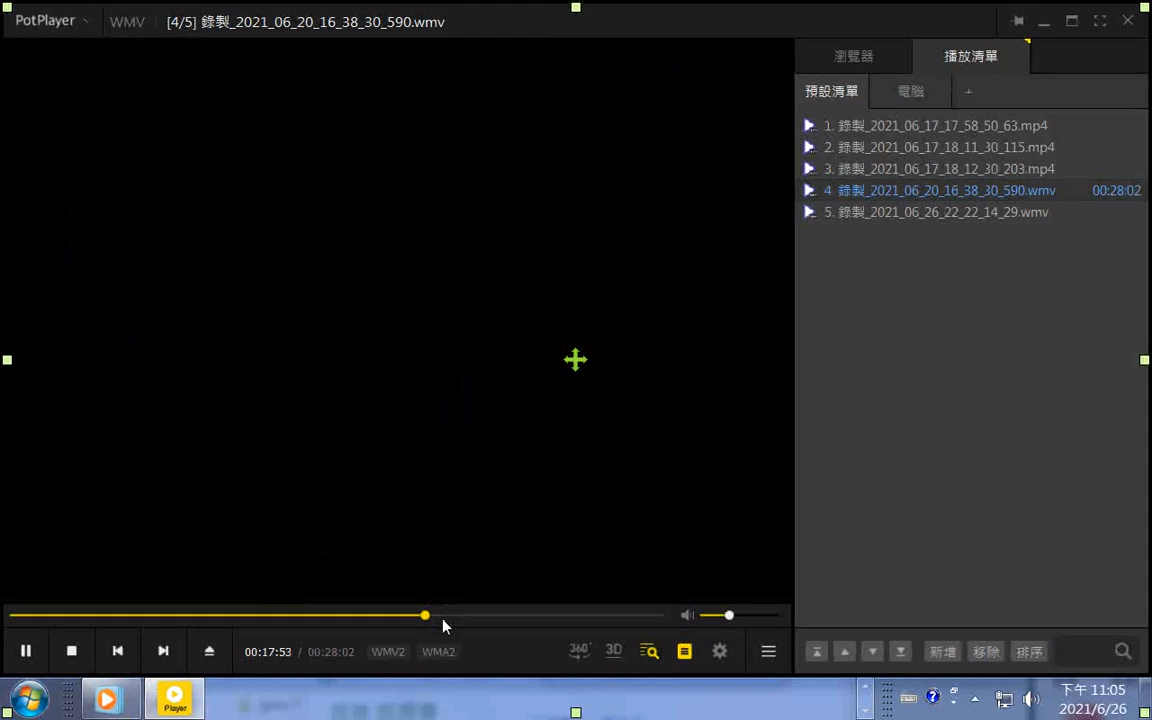 PotPlayer WMV [4/5] 錄製_2021_06_20_16_38_30_590.wmv
瀏覽器 播放清單
預設清單 電腦 +
1. 錄製_2021_06_17_17_58_50_63.mp4
2. 錄製_2021_06_17_18_11_30_115.mp4
3. 錄製_2021_06_17_18_12_30_203.mp4
4 錄製_2021_06_20_16_38_30_590.wmv 00:28:02
5. 錄製_2021_06_26_22_22_14_29.wmv
00:17:53 / 00:28:02 WMV2 WMA2 360° 3D
新增 移除 排序
Player
下午 11:05
2021/6/26